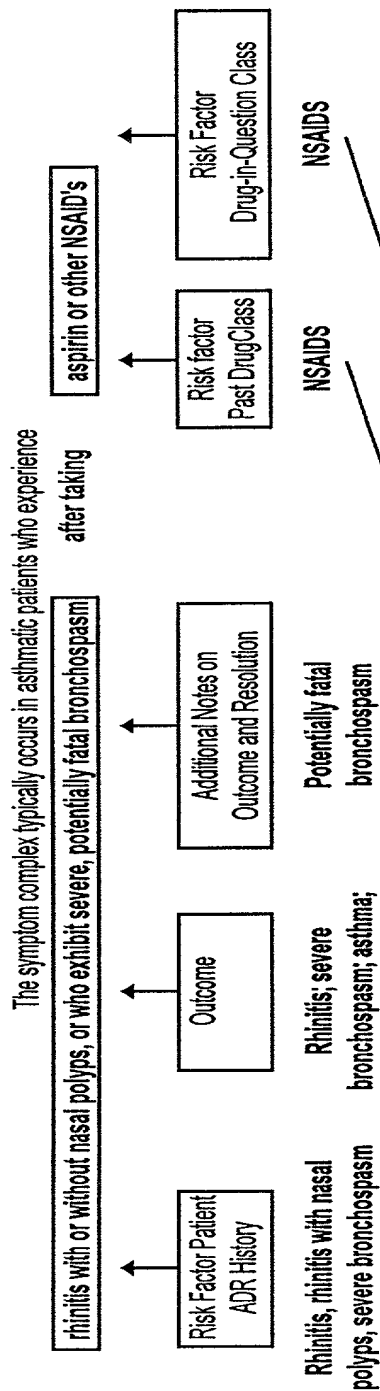 The symptom complex typically occurs in asthmatic patients who experience
rhinitis with or without nasal polyps, or who exhibit severe, potentially fatal bronchospasm
after taking
aspirin or other NSAID's
Risk Factor Patient
ADR History
Outcome
Additional Notes on
Outcome and Resolution
Risk factor
Past DrugClass
Risk Factor
Drug-in-Question Class
Rhinitis, rhinitis with nasal
polyps, severe bronchospasm
Rhinitis; severe
bronchospasm; asthma;
Potentially fatal
bronchospasm
NSAIDS
NSAIDS